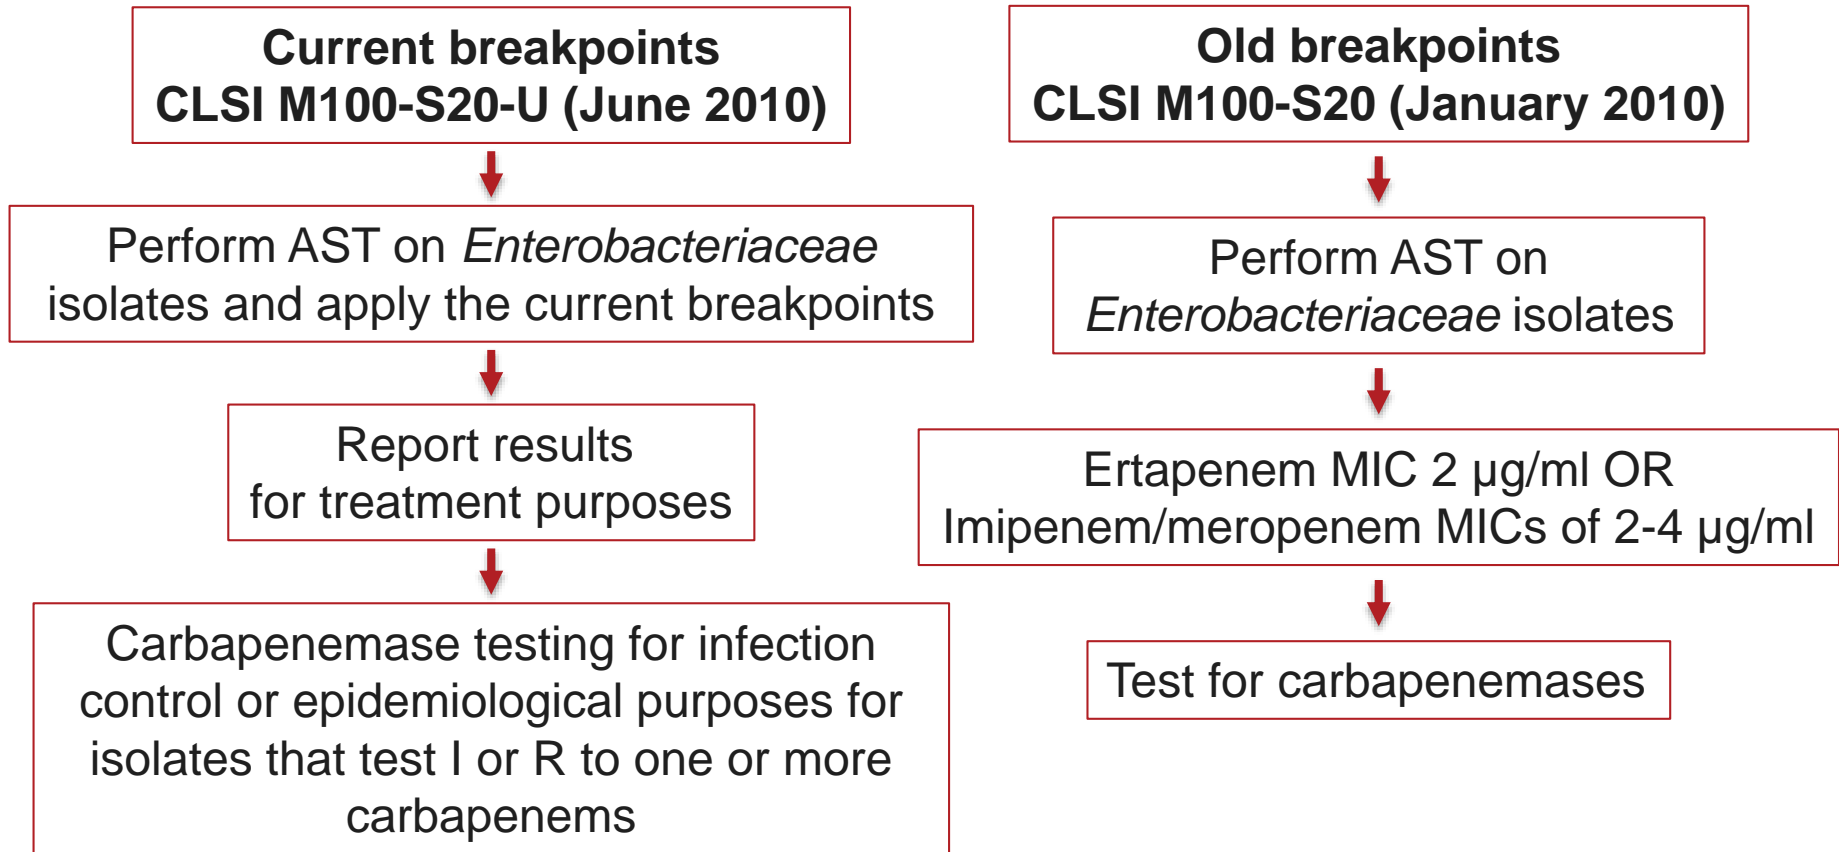 Current breakpoints
CLSI M100-S20-U (June 2010)
Perform AST on Enterobacteriaceae
isolates and apply the current breakpoints
Report results
for treatment purposes
Carbapenemase testing for infection
control or epidemiological purposes for
isolates that test I or R to one or more
carbapenems
Old breakpoints
CLSI M100-S20 (January 2010)
Perform AST on
Enterobacteriaceae isolates
Ertapenem MIC 2 µg/ml OR
Imipenem/meropenem MICs of 2-4 µg/ml
Test for carbapenemases